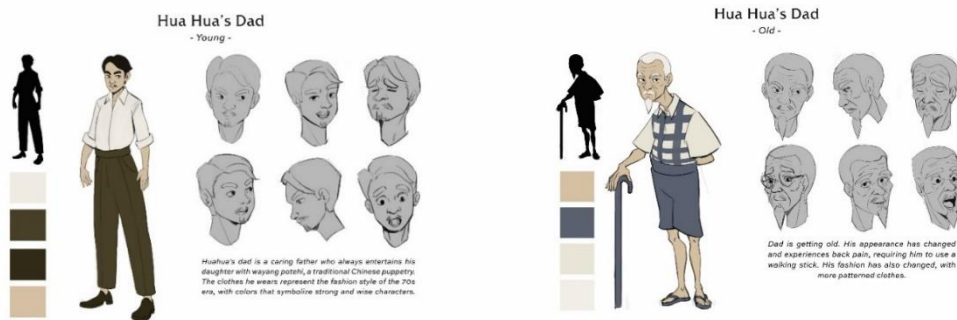 Hua Hua's Dad
- Young -
Huahua's dad is a caring father who always entertains his
daughter with wayang potehi, a traditional Chinese puppetry.
The clothes he wears represent the fashion style of the 70s
era, with colors that symbolize strong and wise characters.
Hua Hua's Dad
- Old -
Dad is getting old. His appearance has changed
and experiences back pain, requiring him to use a
walking stick. His fashion has also changed, with
more patterned clothes.